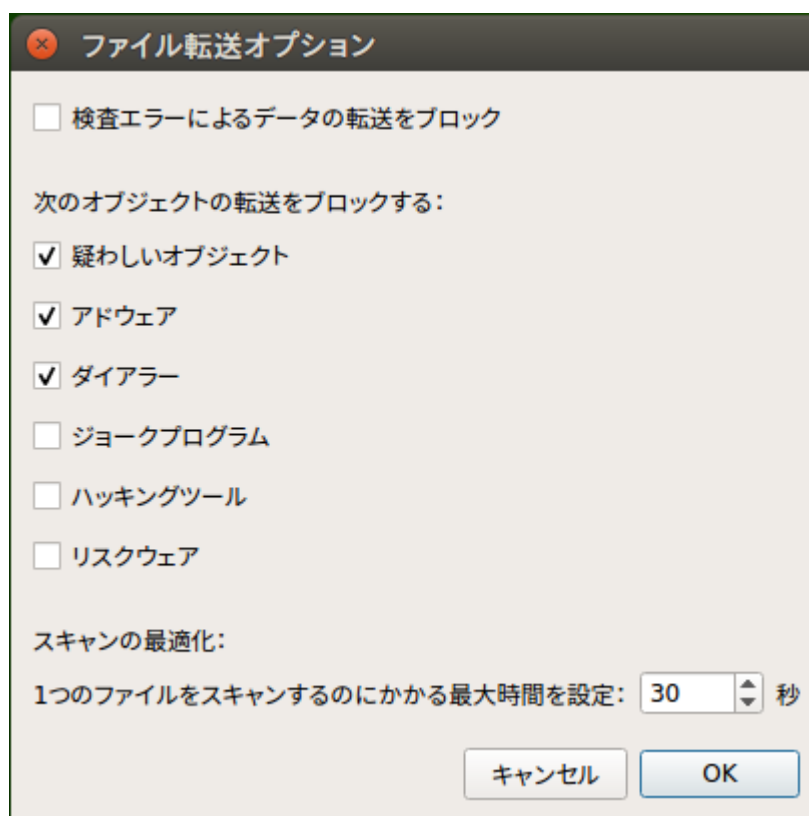 ファイル転送オプション
検査エラーによるデータの転送をブロック
次のオブジェクトの転送をブロックする：
疑わしいオブジェクト
アドウェア
ダイアラー
ジョークプログラム
ハッキングツール
リスクウェア
スキャンの最適化：
1つのファイルをスキャンするのにかかる最大時間を設定： 30 秒
キャンセル OK